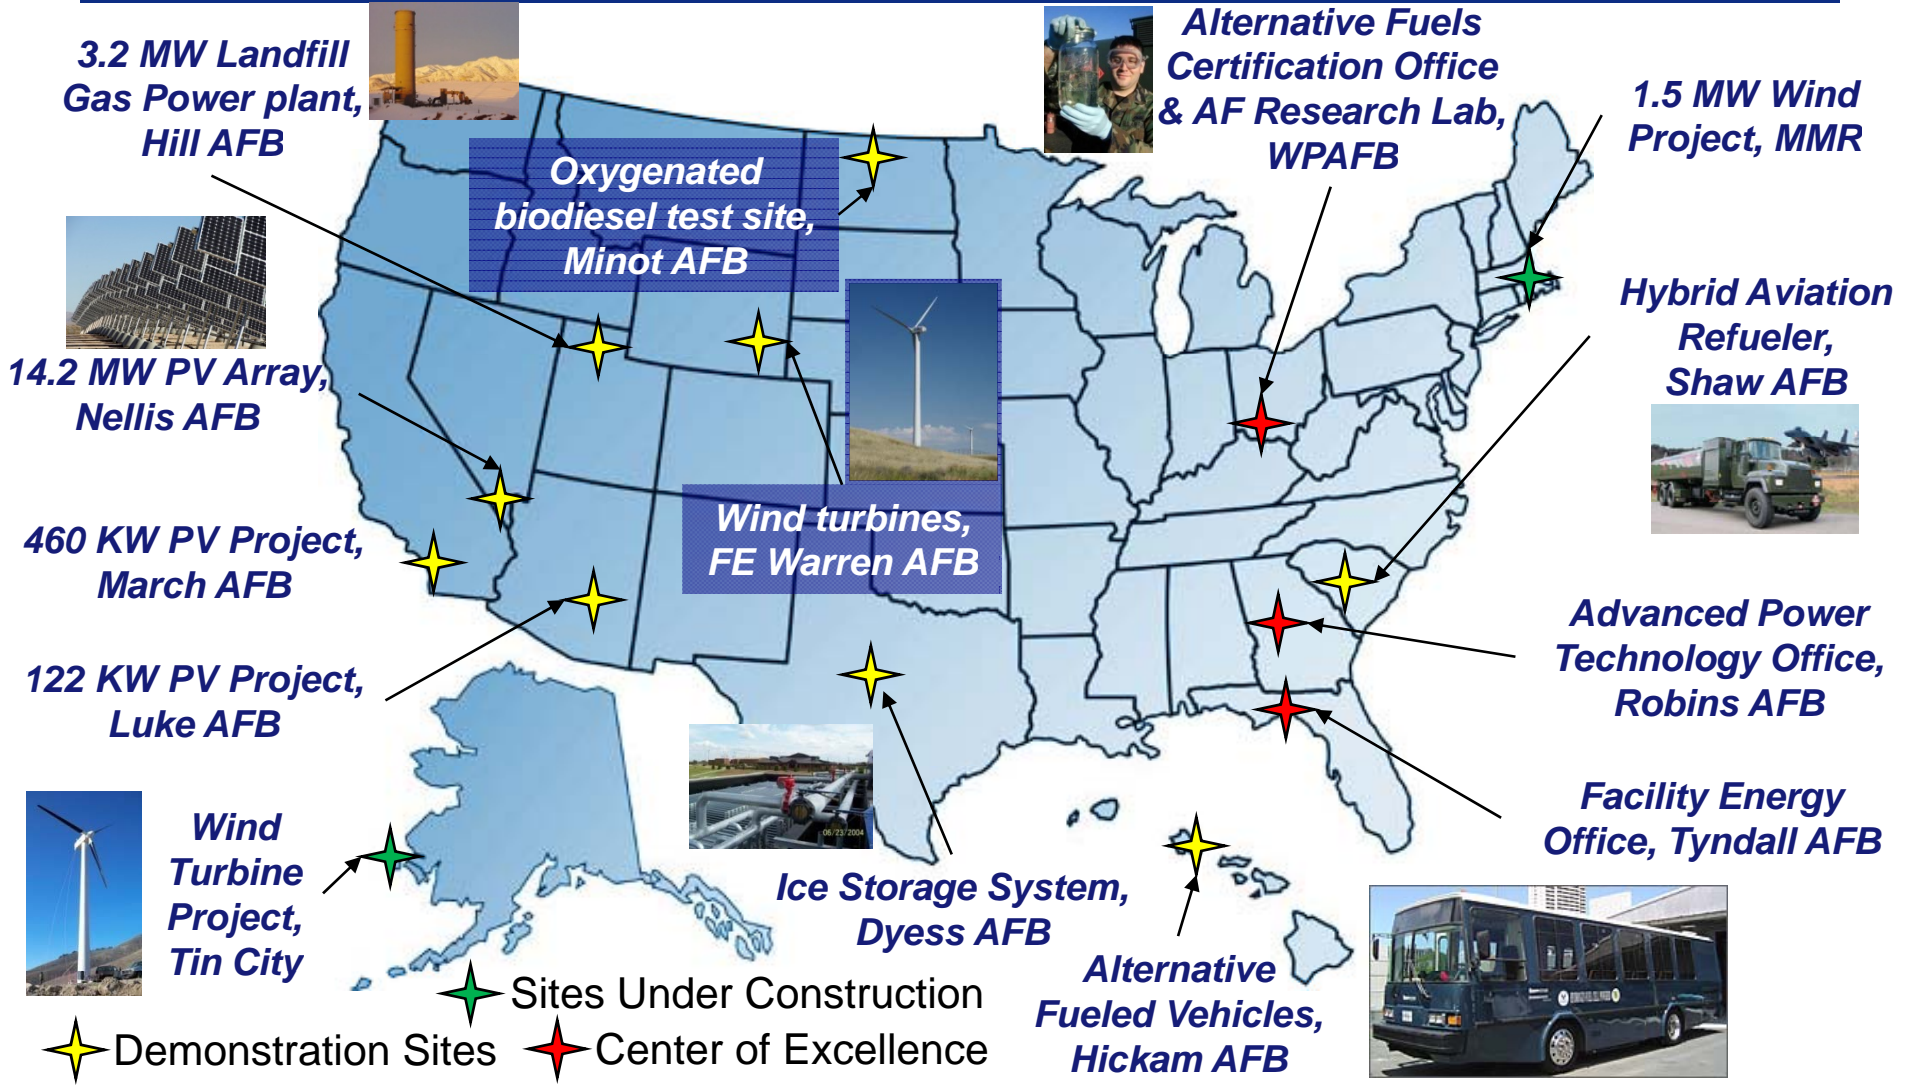 3.2 MW Landfill
Gas Power plant,
Hill AFB
Alternative Fuels
Certification Office
& AF Research Lab,
WPAFB
1.5 MW Wind
Project, MMR
Oxygenated
biodiesel test site,
Minot AFB
Hybrid Aviation
Refueler,
Shaw AFB
14.2 MW PV Array,
Nellis AFB
Wind turbines,
FE Warren AFB
460 KW PV Project,
March AFB
Advanced Power
Technology Office,
Robins AFB
122 KW PV Project,
Luke AFB
Facility Energy
Office, Tyndall AFB
06/23/2004
Wind
Turbine
Project,
Tin City
Ice Storage System,
Dyess AFB
Alternative
Fueled Vehicles,
Hickam AFB
Sites Under Construction
Demonstration Sites
Center of Excellence